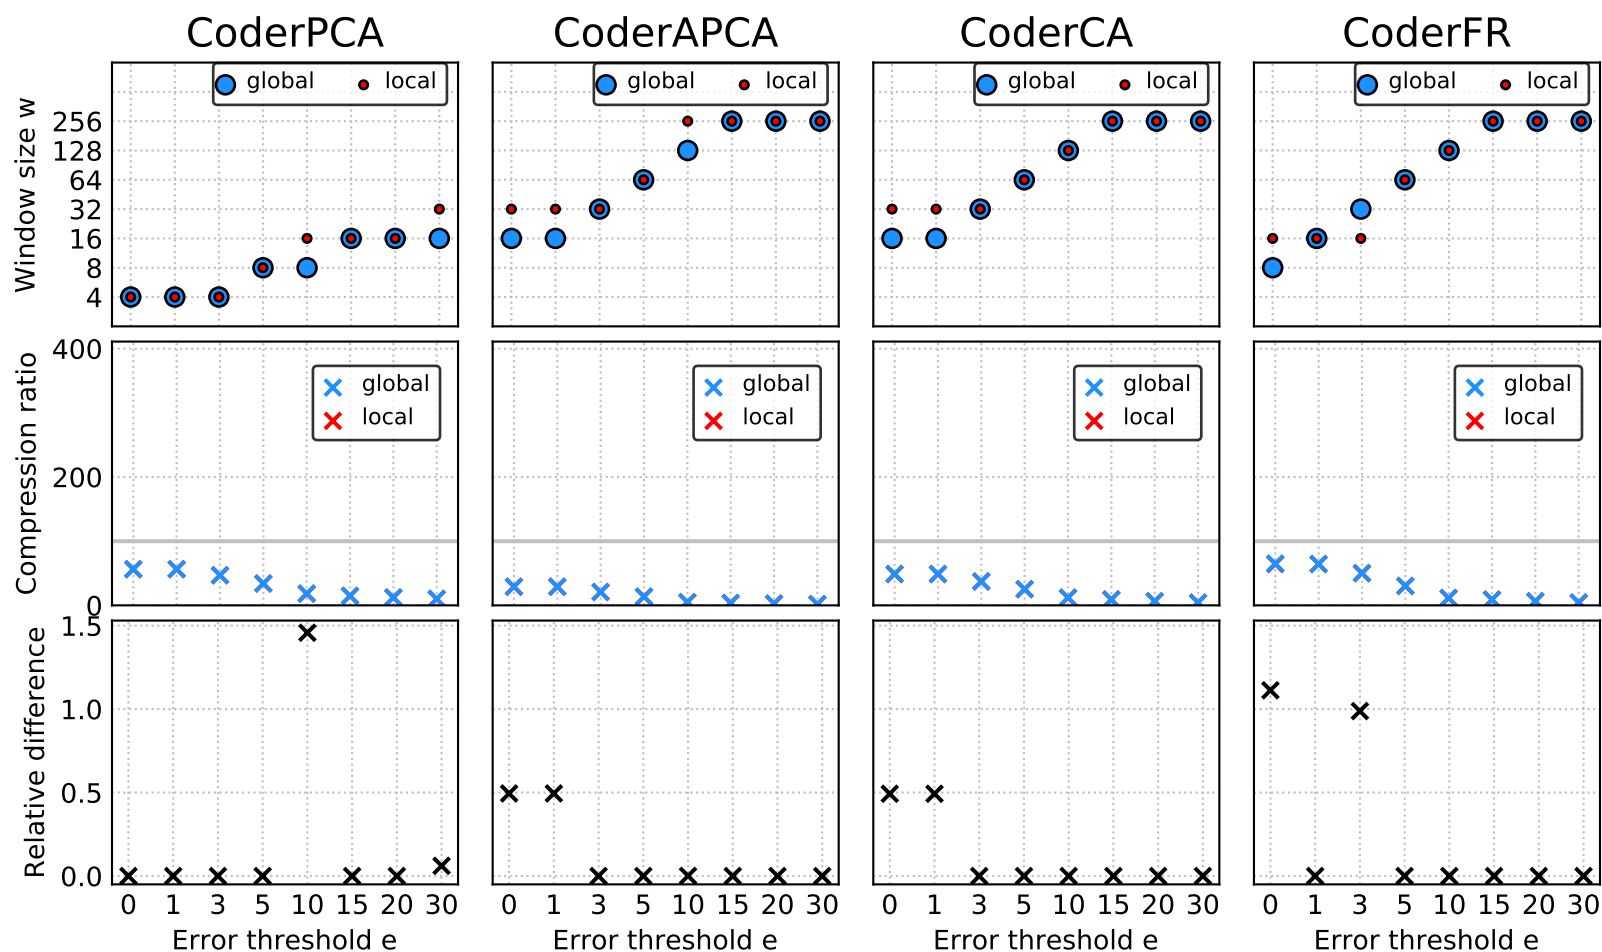 CoderPCA CoderAPCA CoderCA CoderFR
Window size w
256
128
64
32
16
8
4
global local
global local
global local
global local
Compression ratio
400
200
0
global
local
global
local
global
local
global
local
Relative difference
1.5
1.0
0.5
0.0
0 1 3 5 10 15 20 30
0 1 3 5 10 15 20 30
0 1 3 5 10 15 20 30
0 1 3 5 10 15 20 30
Error threshold e
Error threshold e
Error threshold e
Error threshold e